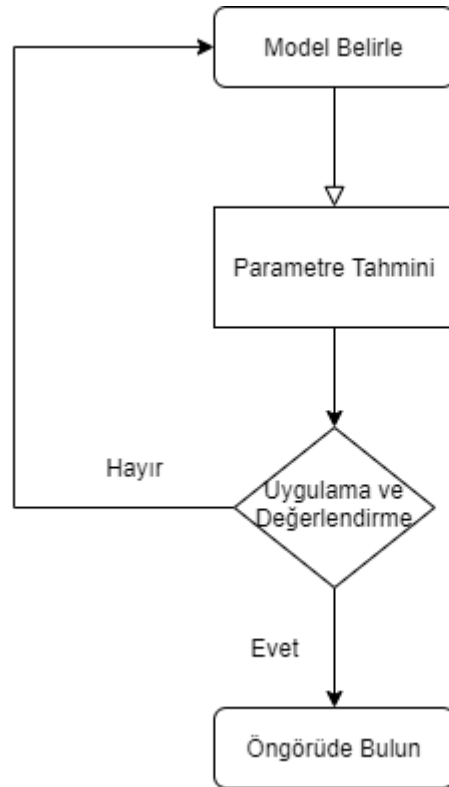 Model Belirle
Parametre Tahmini
Hayır
Uygulama ve
Değerlendirme
Evet
Öngörüde Bulun